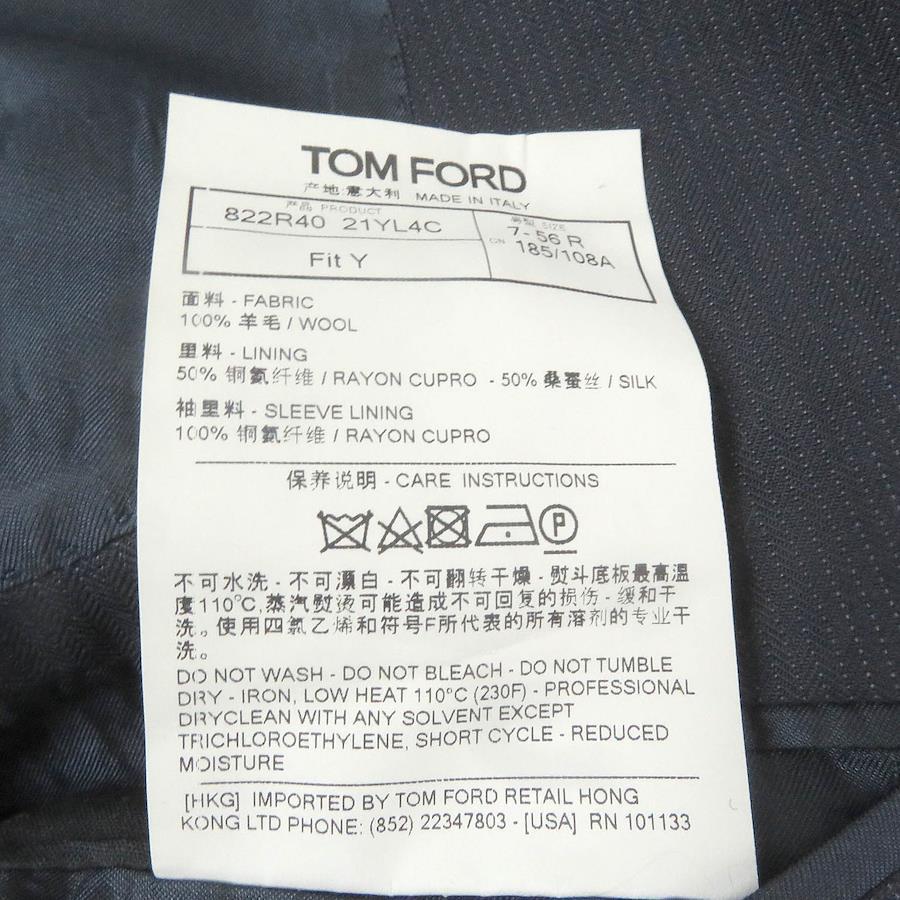 TOM FORD
产地:意大利 MADE IN ITALY
产品 PRODUCT
822R40 21YL4C
Fit Y
SIZE
7-56 R
CN 185/108A
面料 - FABRIC
100% 羊毛 / WOOL
里料 - LINING
50% 铜氨纤维 / RAYON CUPRO - 50% 桑蚕丝 / SILK
袖里料 - SLEEVE LINING
100% 铜氨纤维 / RAYON CUPRO
保养说明 - CARE INSTRUCTIONS
P
不可水洗 - 不可漂白 - 不可翻转干燥 - 熨斗底板最高温
度110°C,蒸汽熨烫可能造成不可回复的损伤 - 缓和干
洗。使用四氯乙烯和符号F所代表的所有溶剂的专业干
洗。
DO NOT WASH - DO NOT BLEACH - DO NOT TUMBLE
DRY - IRON, LOW HEAT 110°C (230F) - PROFESSIONAL
DRYCLEAN WITH ANY SOLVENT EXCEPT
TRICHLOROETHYLENE, SHORT CYCLE - REDUCED
MOISTURE
[HKG] IMPORTED BY TOM FORD RETAIL HONG
KONG LTD PHONE: (852) 22347803 - [USA] RN 101133